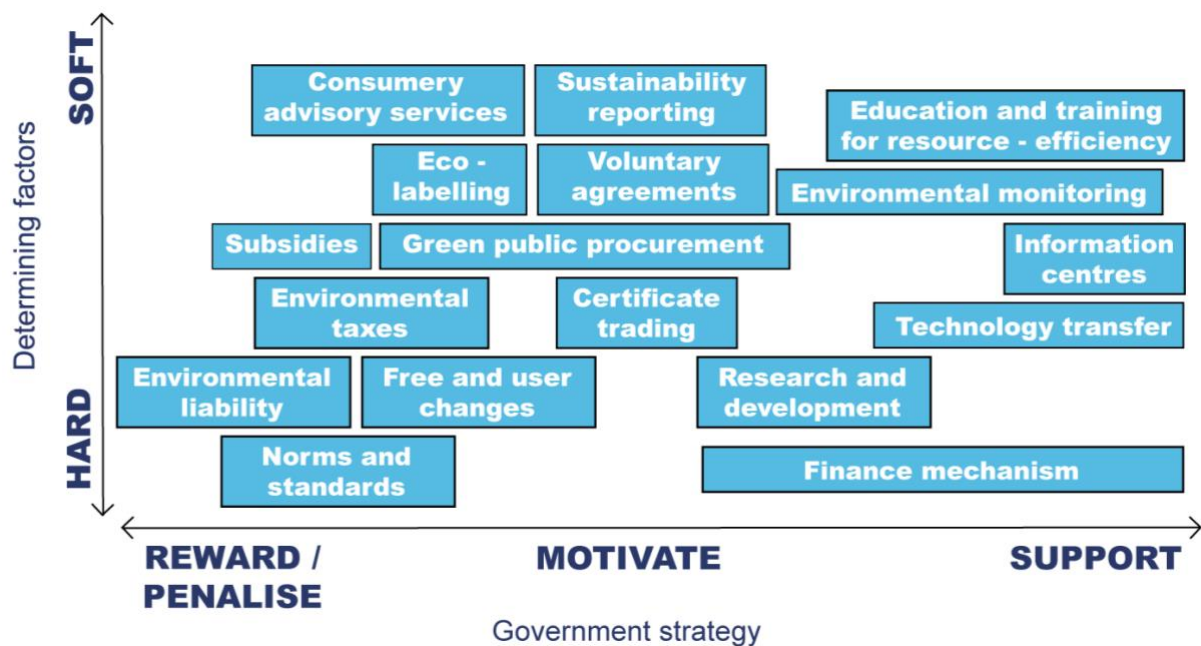 SOFT
Determining factors
HARD
Consumery
advisory services
Sustainability
reporting
Education and training
for resource - efficiency
Eco -
labelling
Voluntary
agreements
Environmental monitoring
Subsidies
Green public procurement
Information
centres
Environmental
taxes
Certificate
trading
Technology transfer
Environmental
liability
Free and user
changes
Research and
development
Norms and
standards
Finance mechanism
REWARD /
PENALISE
MOTIVATE
SUPPORT
Government strategy